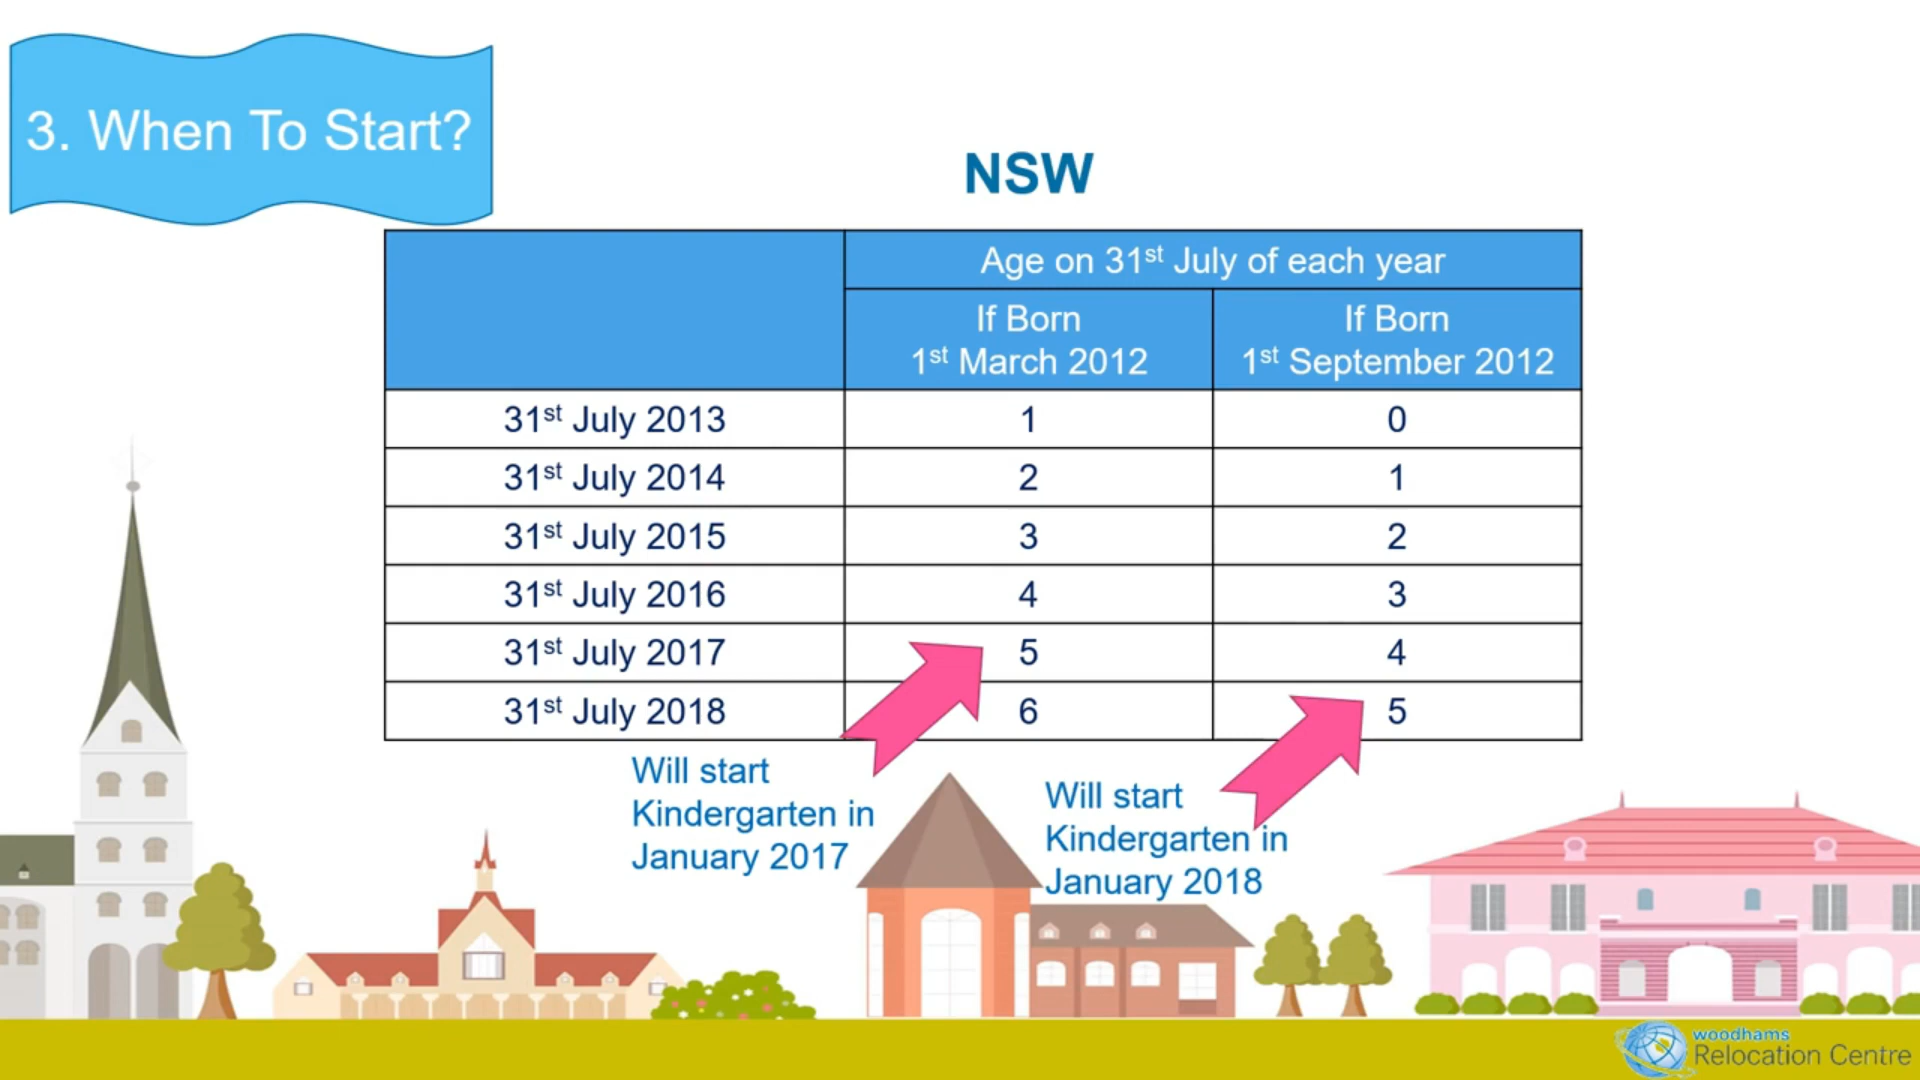 3. When To Start?
NSW
Age on 31st July of each year
If Born
1st March 2012
If Born
1st September 2012
31st July 2013 1 0
31st July 2014 2 1
31st July 2015 3 2
31st July 2016 4 3
31st July 2017 5 4
31st July 2018 6 5
Will start
Kindergarten in
January 2017
Will start
Kindergarten in
January 2018
woodhams
Relocation Centre